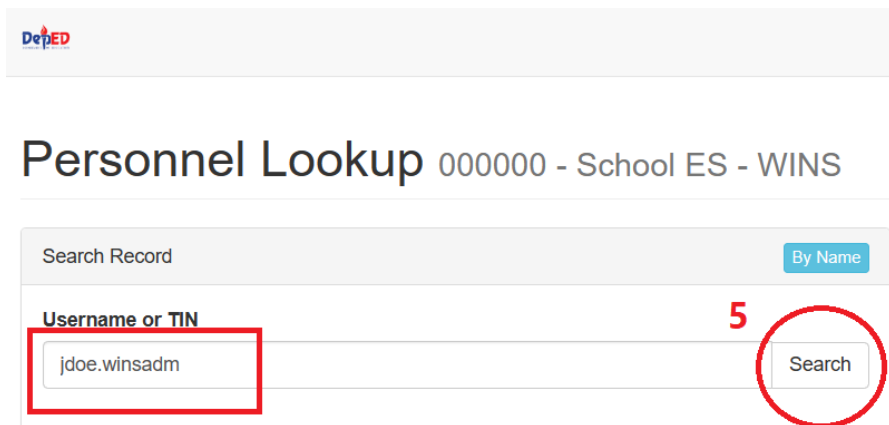 DepED
Personnel Lookup 000000 - School ES - WINS
Search Record By Name
Username or TIN 5
jdoe.winsadm Search